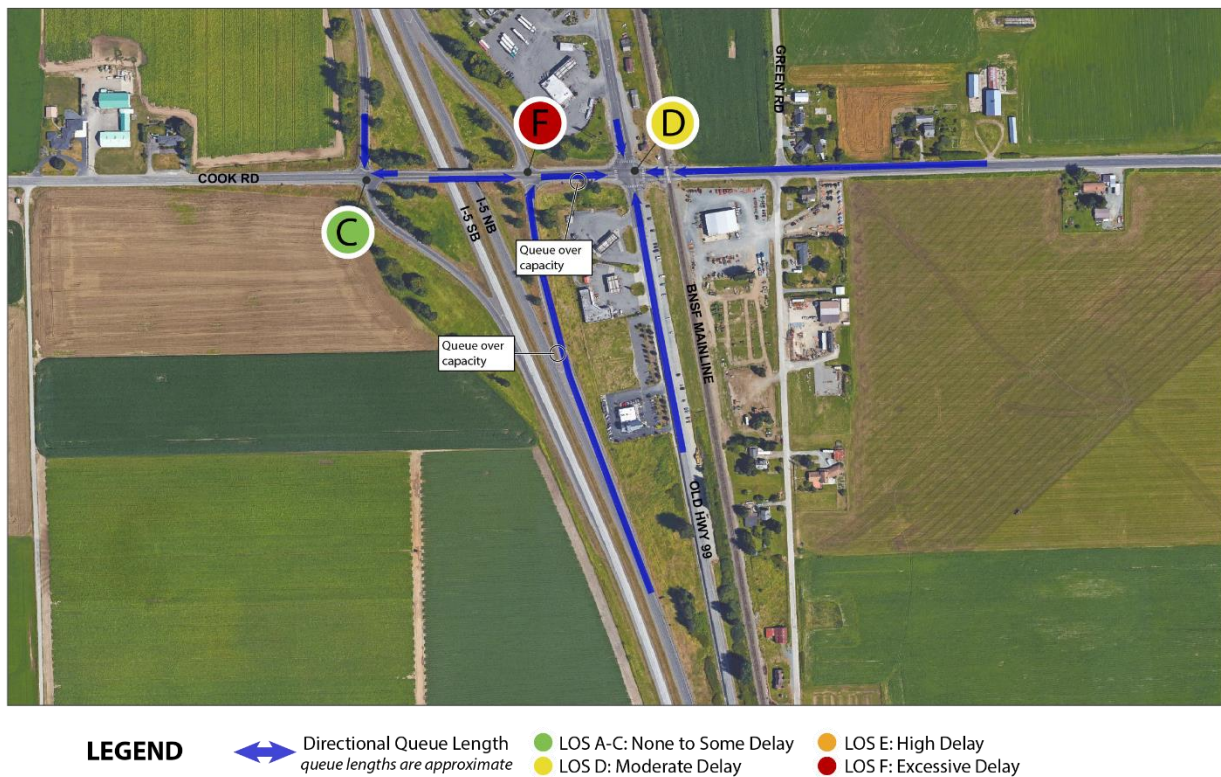 GREEN RD
F
D
COOK RD
C
I-5 NB
I-5 SB
Queue over
capacity
Queue over
capacity
BNSF MAINLINE
OLD HWY 99
LEGEND
Directional Queue Length
queue lengths are approximate
LOS A-C: None to Some Delay
LOS D: Moderate Delay
LOS E: High Delay
LOS F: Excessive Delay